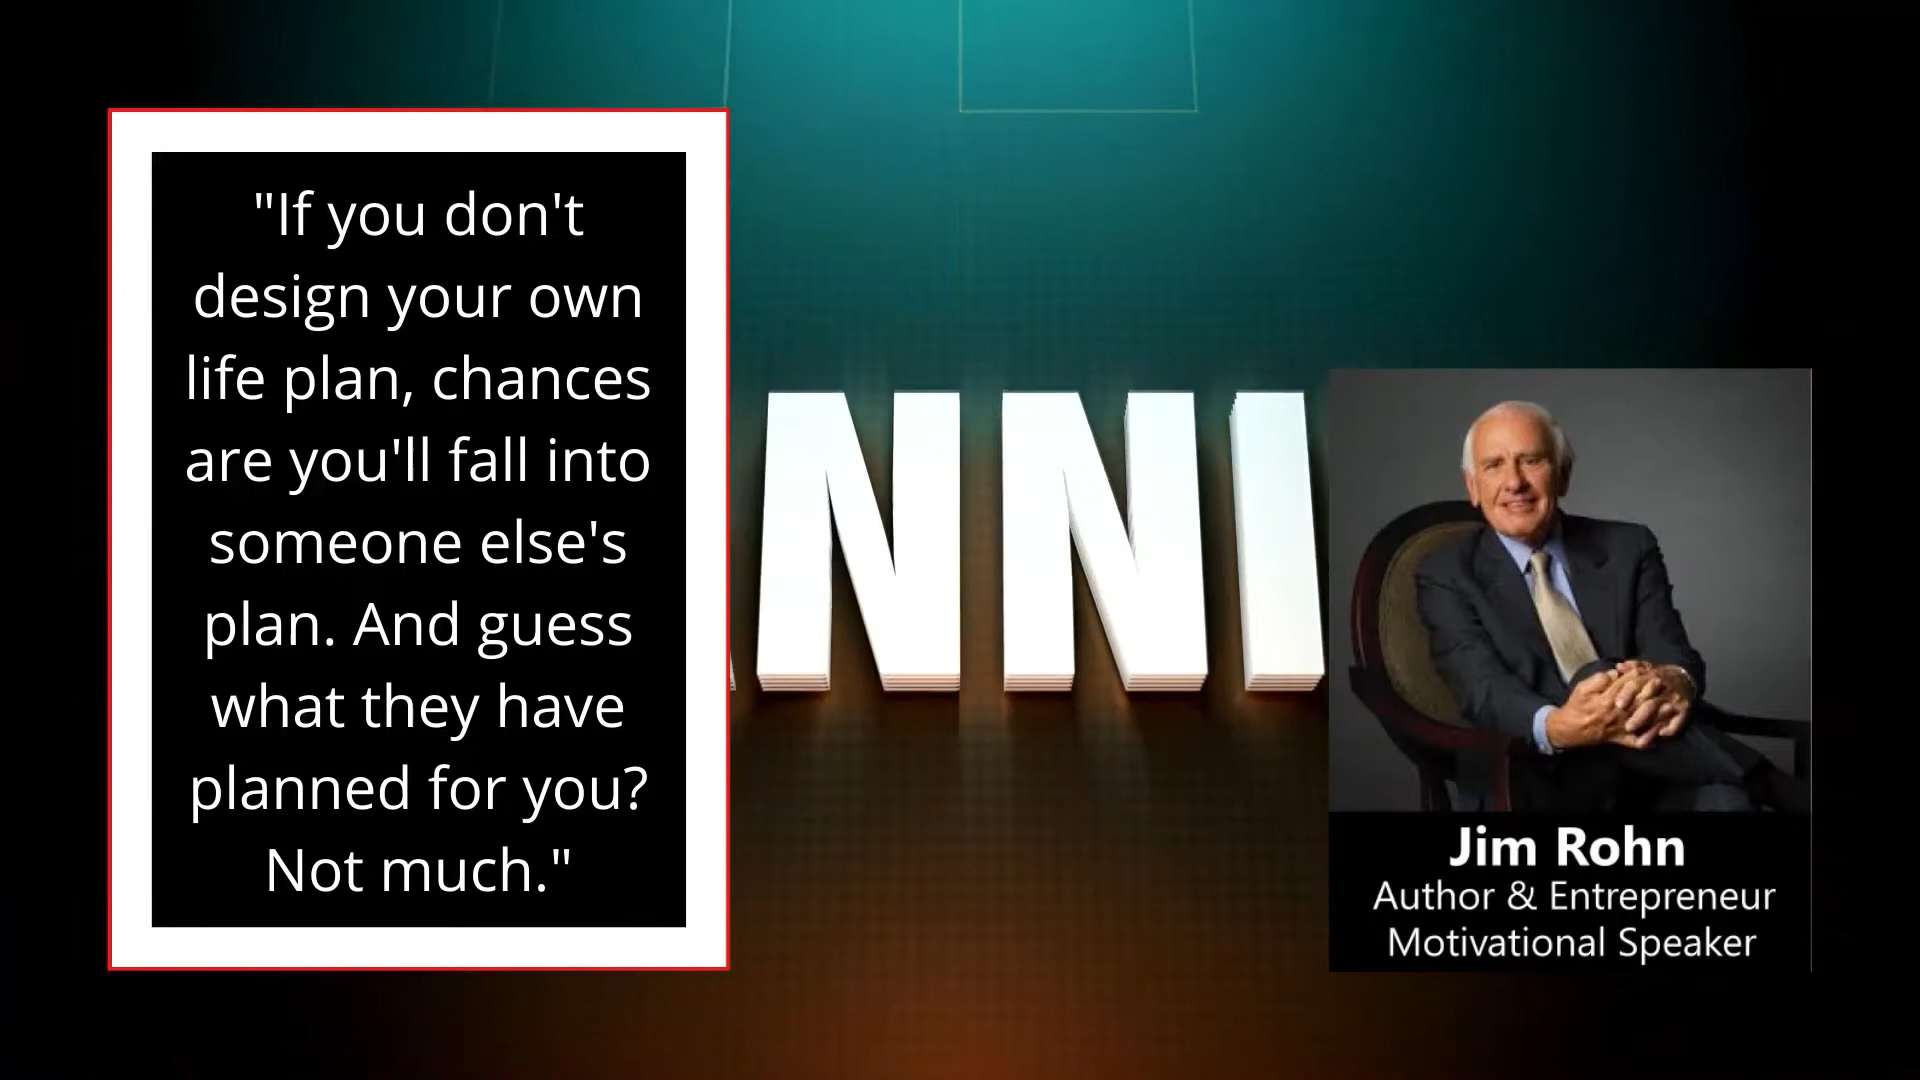 "If you don't
design your own
life plan, chances
are you'll fall into
someone else's
plan. And guess
what they have
planned for you?
Not much."
NNI
Jim Rohn
Author & Entrepreneur
Motivational Speaker